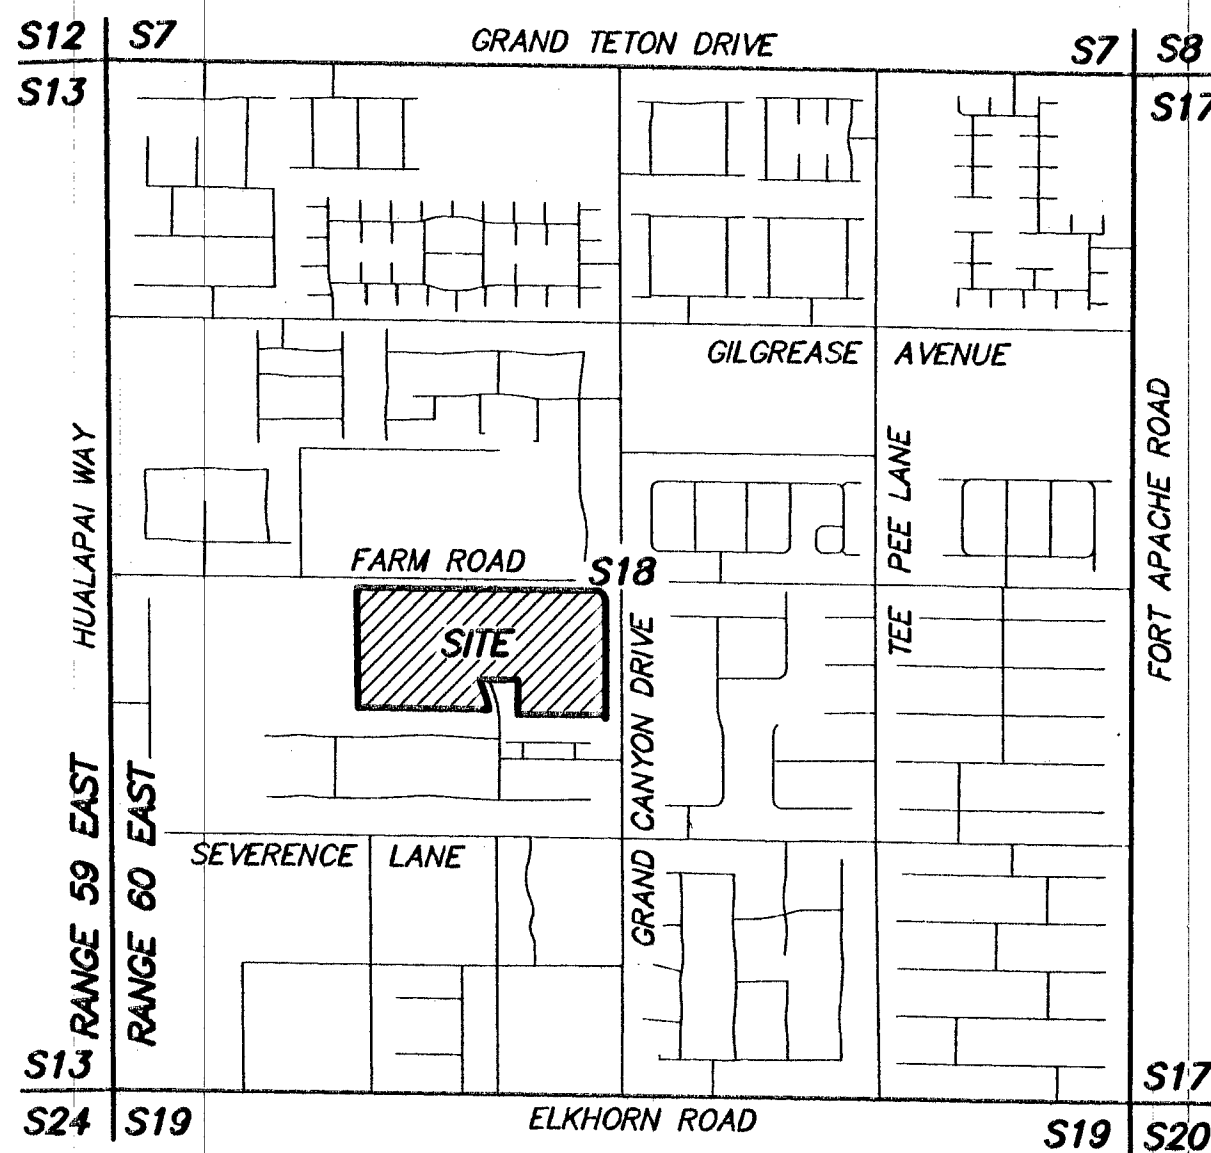 S12 S7 GRAND TETON DRIVE S7 S8
S13 S17
GILGREASE AVENUE
HUALAPAI WAY
TEE PEE LANE
FORT APACHE ROAD
FARM ROAD
S18
SITE
GRAND CANYON DRIVE
RANGE 59 EAST
RANGE 60 EAST
SEVERENCE LANE
S13 S17
S24 S19 ELKHORN ROAD S19 S20